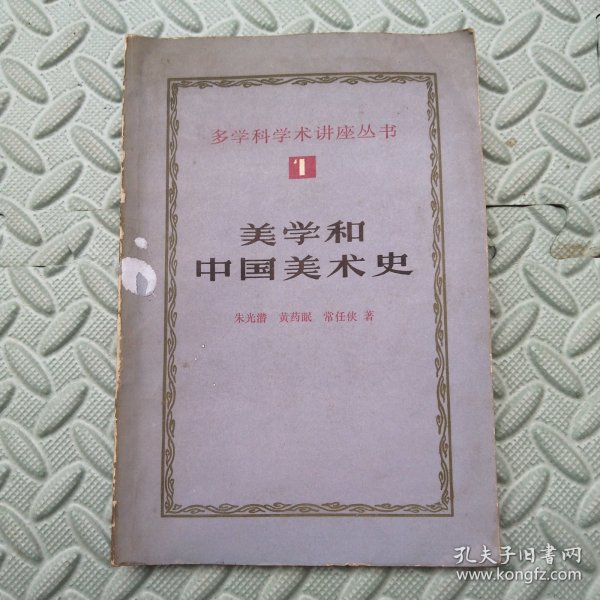 多学科学术讲座丛书
1
美学和
中国美术史
朱光潜 黄药眠 常任侠 著
孔夫子旧书网
www.kongfz.com